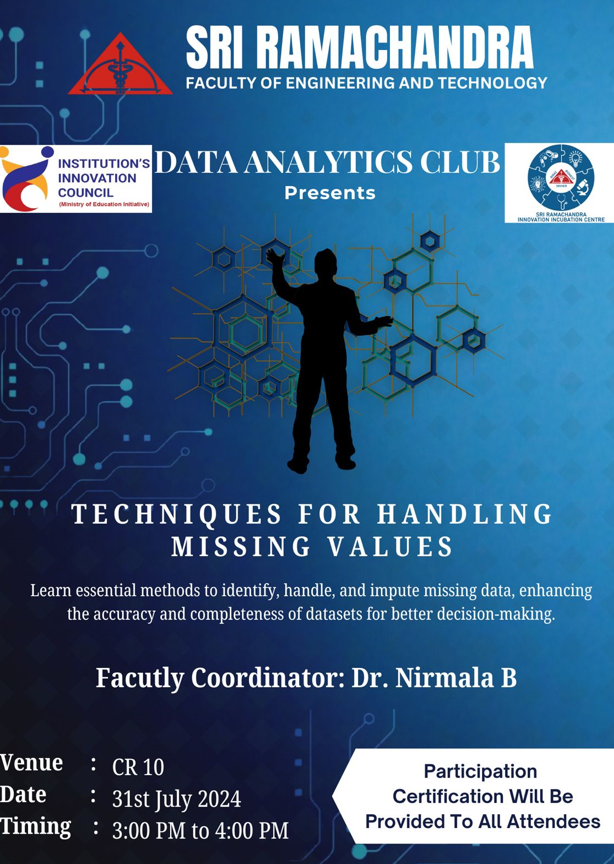 SRI RAMACHANDRA
FACULTY OF ENGINEERING AND TECHNOLOGY
INSTITUTION'S
INNOVATION
COUNCIL
(Ministry of Education Initiative)
DATA ANALYTICS CLUB
Presents
SRI RAMACHANDRA
INNOVATION INCUBATION CENTRE
TECHNIQUES FOR HANDLING
MISSING VALUES
Learn essential methods to identify, handle, and impute missing data, enhancing
the accuracy and completeness of datasets for better decision-making.
Facutly Coordinator: Dr. Nirmala B
Venue : CR 10
Date : 31st July 2024
Timing : 3:00 PM to 4:00 PM
Participation
Certification Will Be
Provided To All Attendees